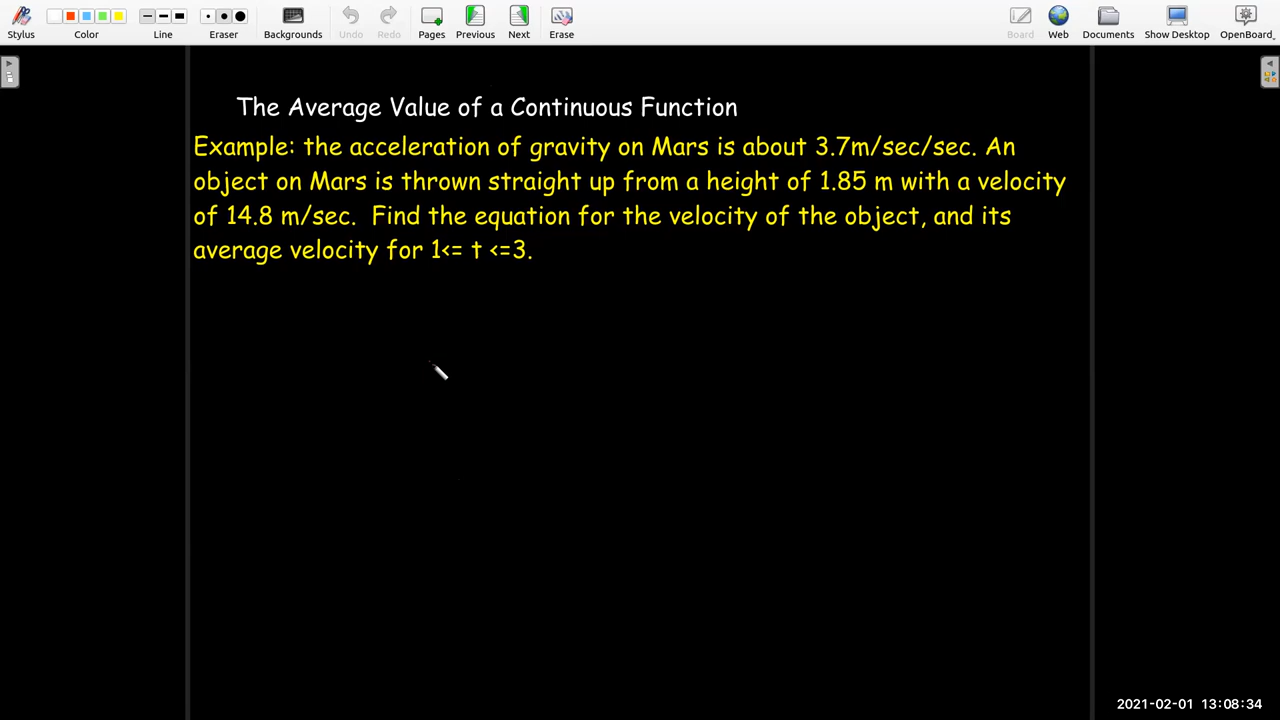 Stylus Color Line Eraser Backgrounds Undo Redo Pages Previous Next Erase Board Web Documents Show Desktop OpenBoard
The Average Value of a Continuous Function
Example: the acceleration of gravity on Mars is about 3.7m/sec/sec. An
object on Mars is thrown straight up from a height of 1.85 m with a velocity
of 14.8 m/sec.  Find the equation for the velocity of the object, and its
average velocity for 1<= t <=3.
2021-02-01 13:08:34